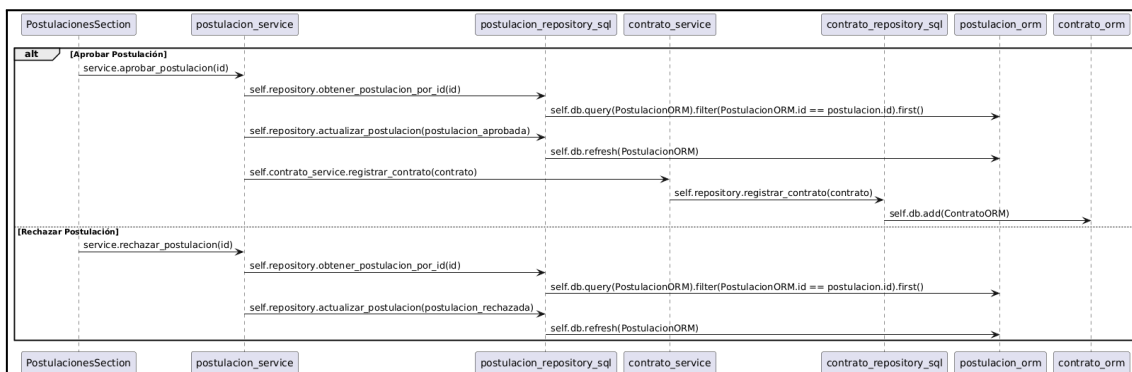 PostulacionesSection postulacion_service postulacion_repository_sql contrato_service contrato_repository_sql postulacion_orm contrato_orm
alt [Aprobar Postulación]
service.aprobar_postulacion(id)
self.repository.obtener_postulacion_por_id(id)
self.db.query(PostulacionORM).filter(PostulacionORM.id == postulacion.id).first()
self.repository.actualizar_postulacion(postulacion_aprobada)
self.db.refresh(PostulacionORM)
self.contrato_service.registrar_contrato(contrato)
self.repository.registrar_contrato(contrato)
self.db.add(ContratoORM)
[Rechazar Postulación]
service.rechazar_postulacion(id)
self.repository.obtener_postulacion_por_id(id)
self.db.query(PostulacionORM).filter(PostulacionORM.id == postulacion.id).first()
self.repository.actualizar_postulacion(postulacion_rechazada)
self.db.refresh(PostulacionORM)
PostulacionesSection postulacion_service postulacion_repository_sql contrato_service contrato_repository_sql postulacion_orm contrato_orm